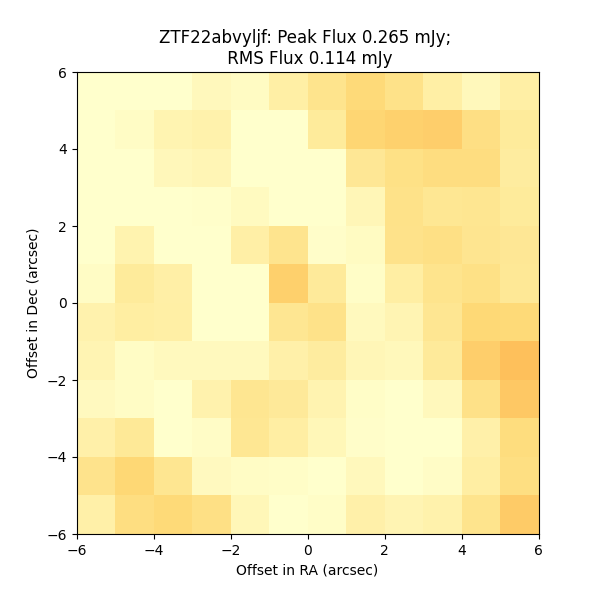 ZTF22abvyljf: Peak Flux 0.265 mJy;
RMS Flux 0.114 mJy
6
4
2
0
−2
−4
−6
Offset in Dec (arcsec)
−6 −4 −2 0 2 4 6
Offset in RA (arcsec)